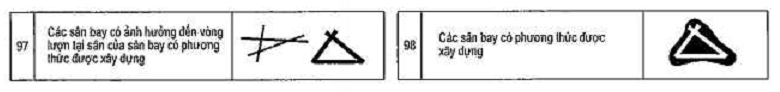 97
Các sân bay có ảnh hưởng đến vòng
lượn tại sân của sân bay có phương
thức được xây dựng
98
Các sân bay có phương thức được
xây dựng